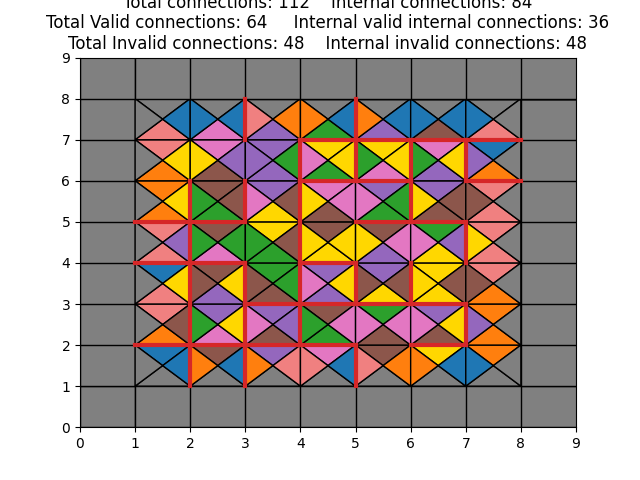 Total connections: 112    Internal connections: 84
Total Valid connections: 64    Internal valid internal connections: 36
Total Invalid connections: 48    Internal invalid connections: 48
9
8
7
6
5
4
3
2
1
0
0 1 2 3 4 5 6 7 8 9